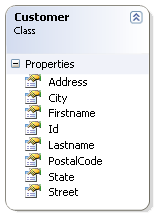 Customer
Class
Properties
Address
City
Firstname
Id
Lastname
PostalCode
State
Street